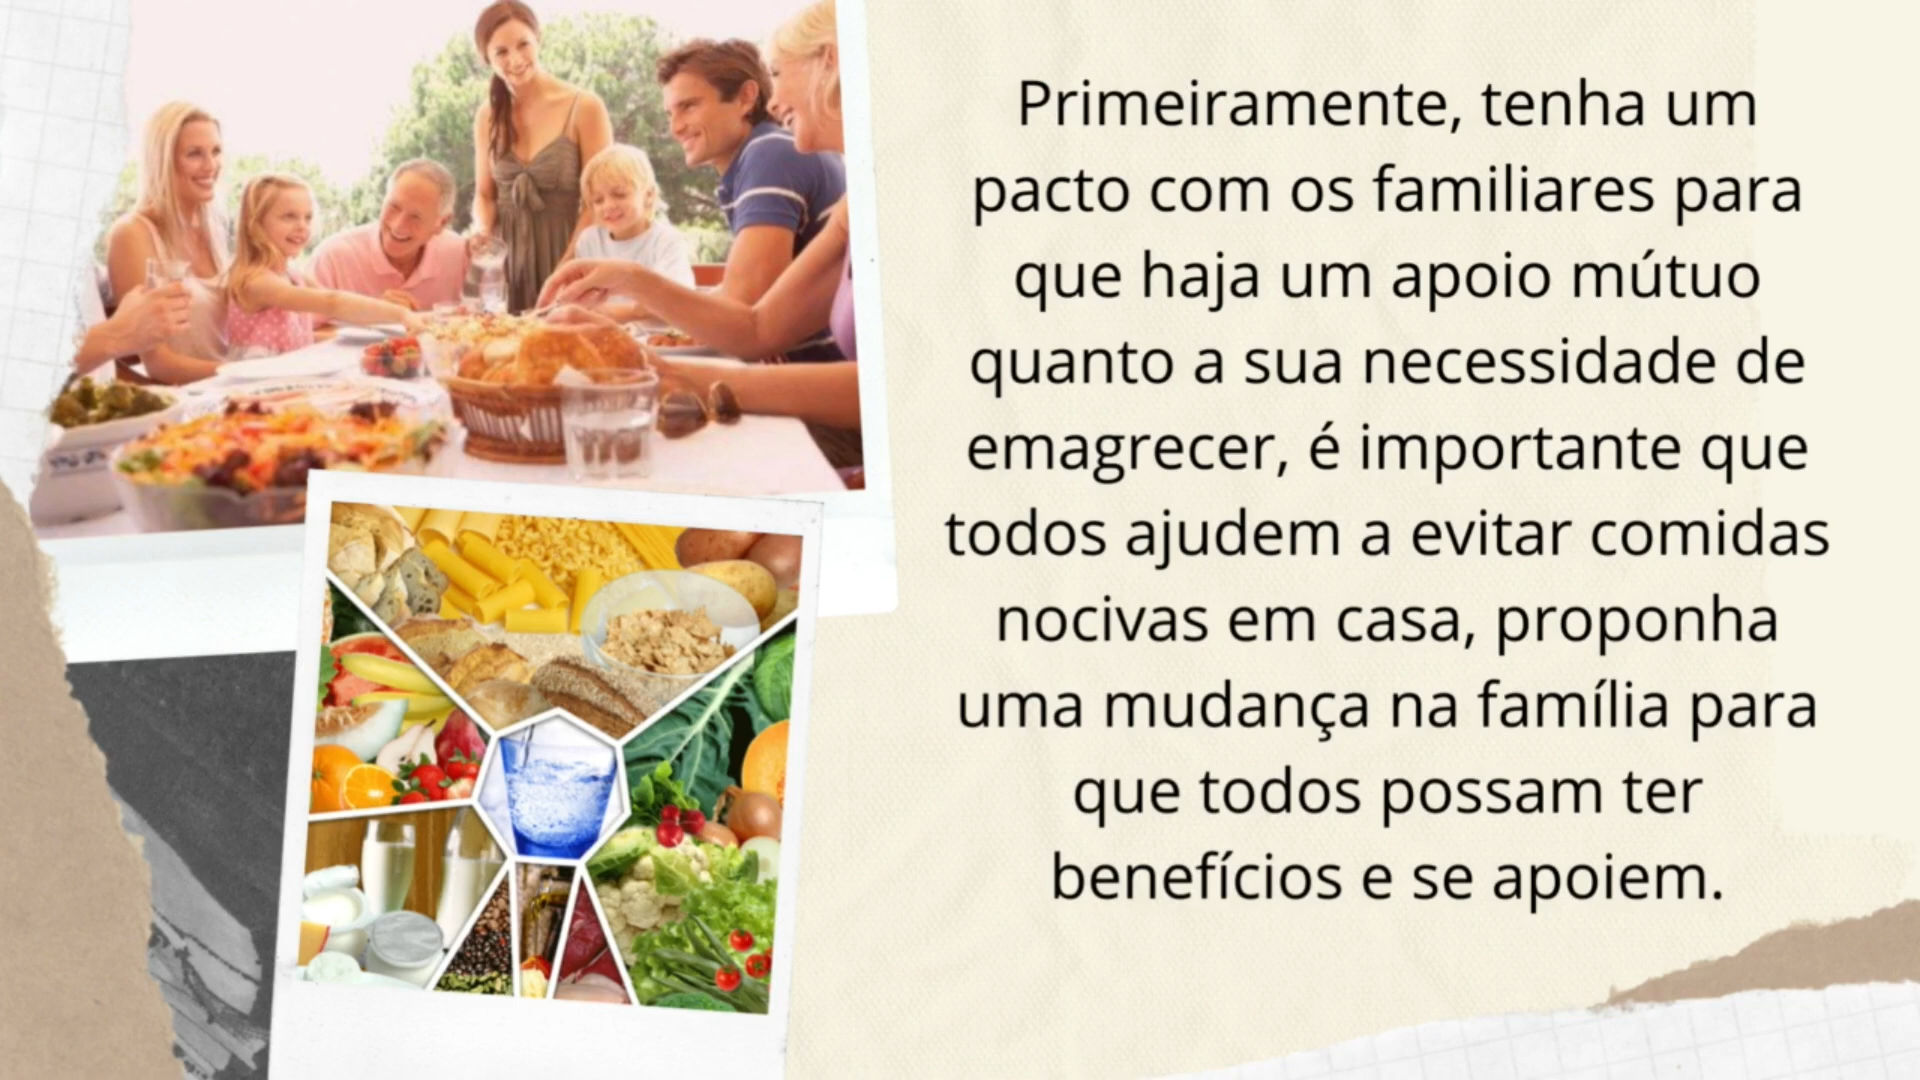 Primeiramente, tenha um
pacto com os familiares para
que haja um apoio mútuo
quanto a sua necessidade de
emagrecer, é importante que
todos ajudem a evitar comidas
nocivas em casa, proponha
uma mudança na família para
que todos possam ter
benefícios e se apoiem.